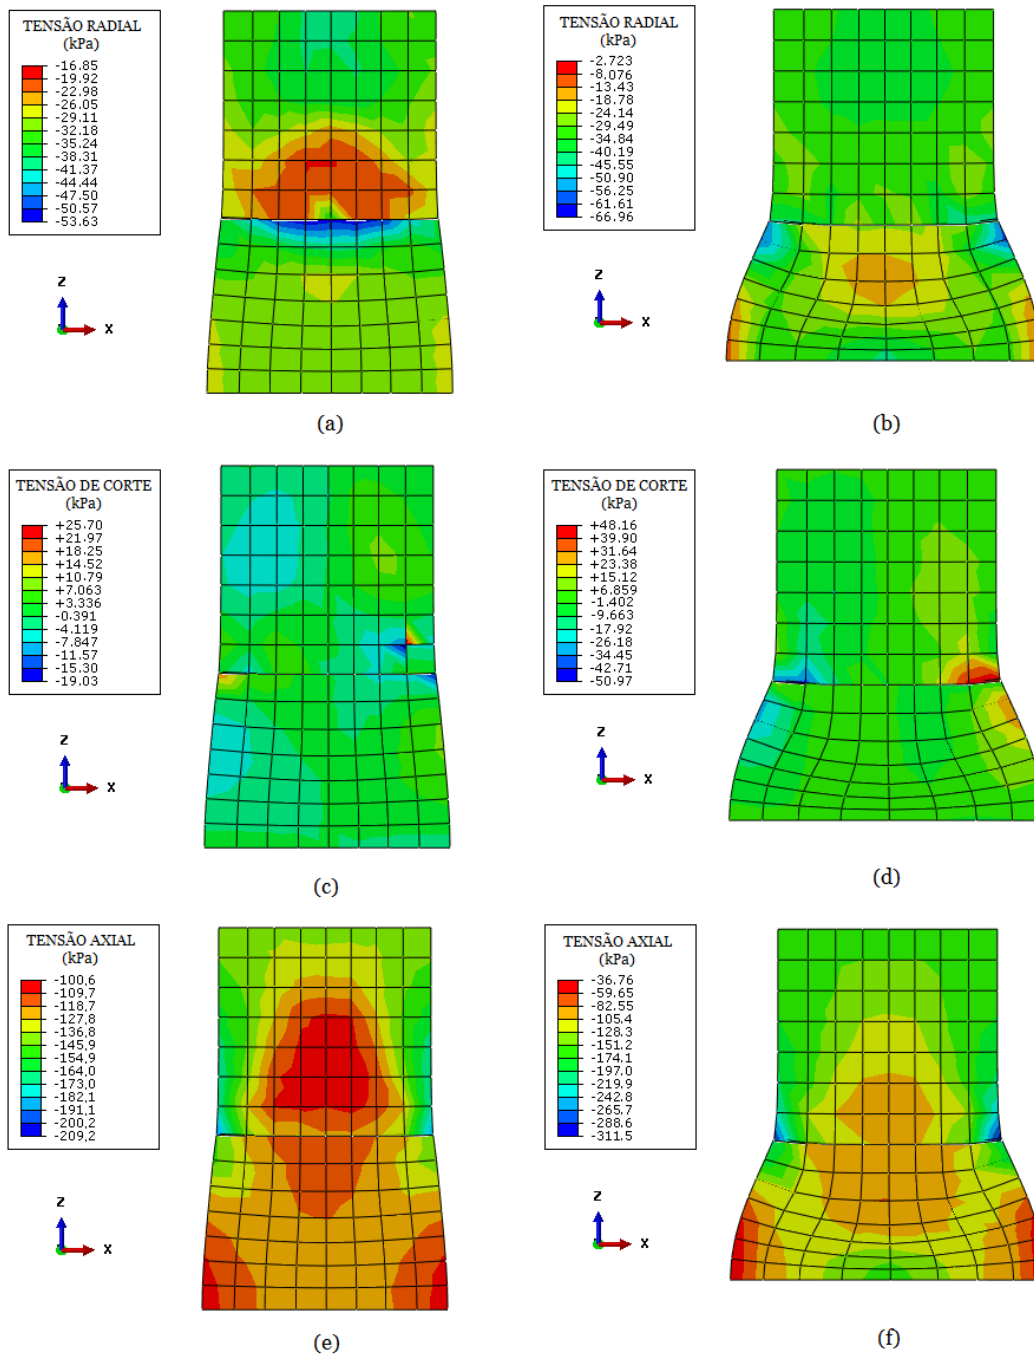 TENSÃO RADIAL
(kPa)
-16.85
-19.92
-22.98
-26.05
-29.11
-32.18
-35.24
-38.31
-41.37
-44.44
-47.50
-50.57
-53.63
Z
X
(a)
TENSÃO RADIAL
(kPa)
-2.723
-8,076
-13.43
-18.78
-24.14
-29.49
-34.84
-40.19
-45.55
-50.90
-56.25
-61.61
-66.96
Z
X
(b)
TENSÃO DE CORTE
(kPa)
+25.70
+21.97
+18.25
+14.52
+10.79
+7.063
+3.336
-0.391
-4.119
-7.847
-11.57
-15.30
-19.03
Z
X
(c)
TENSÃO DE CORTE
(kPa)
+48.16
+39.90
+31.64
+23.38
+15.12
+6.859
-1.402
-9.663
-17.92
-26.18
-34.45
-42.71
-50.97
Z
X
(d)
TENSÃO AXIAL
(kPa)
-100,6
-109,7
-118,7
-127,8
-136,8
-145,9
-154,9
-164,0
-173,0
-182,1
-191,1
-200,2
-209,2
Z
X
(e)
TENSÃO AXIAL
(kPa)
-36.76
-59.65
-82.55
-105.4
-128.3
-151.2
-174.1
-197.0
-219.9
-242.8
-265.7
-288.6
-311.5
Z
X
(f)